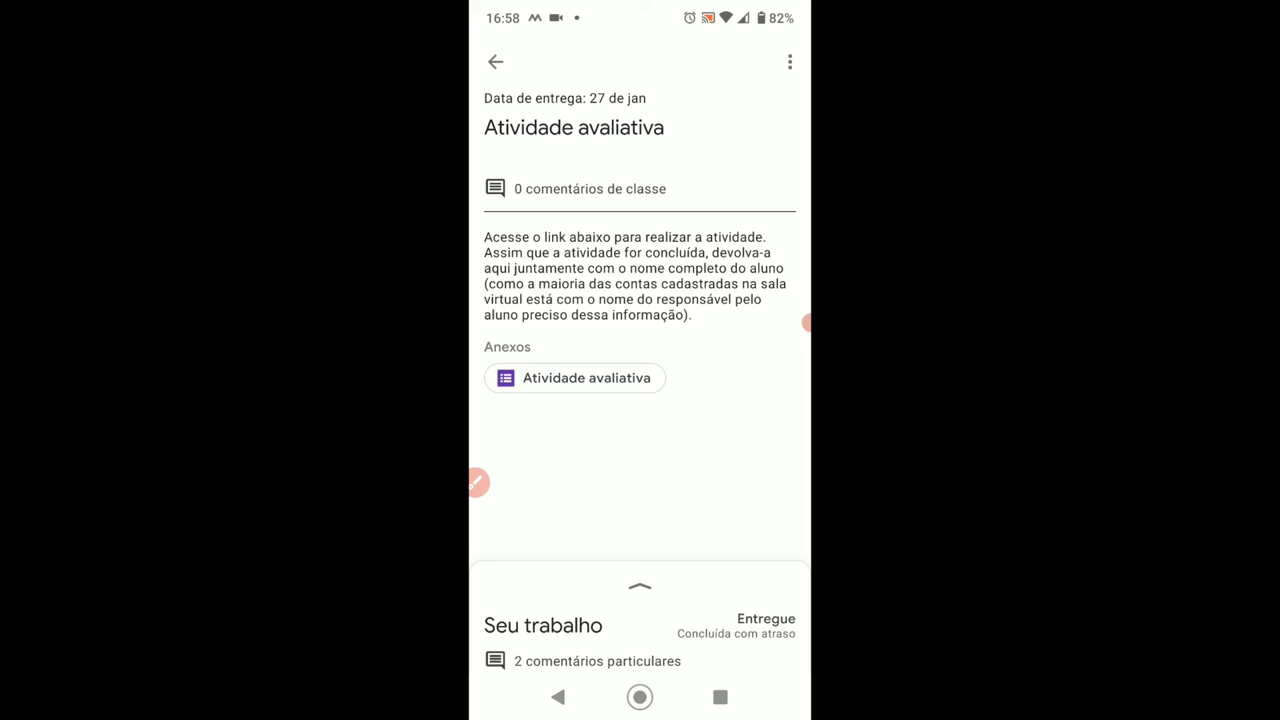 16:58
82%
Data de entrega: 27 de jan
Atividade avaliativa
0 comentários de classe
Acesse o link abaixo para realizar a atividade.
Assim que a atividade for concluída, devolva-a
aqui juntamente com o nome completo do aluno
(como a maioria das contas cadastradas na sala
virtual está com o nome do responsável pelo
aluno preciso dessa informação).
Anexos
Atividade avaliativa
Seu trabalho
Entregue
Concluída com atraso
2 comentários particulares